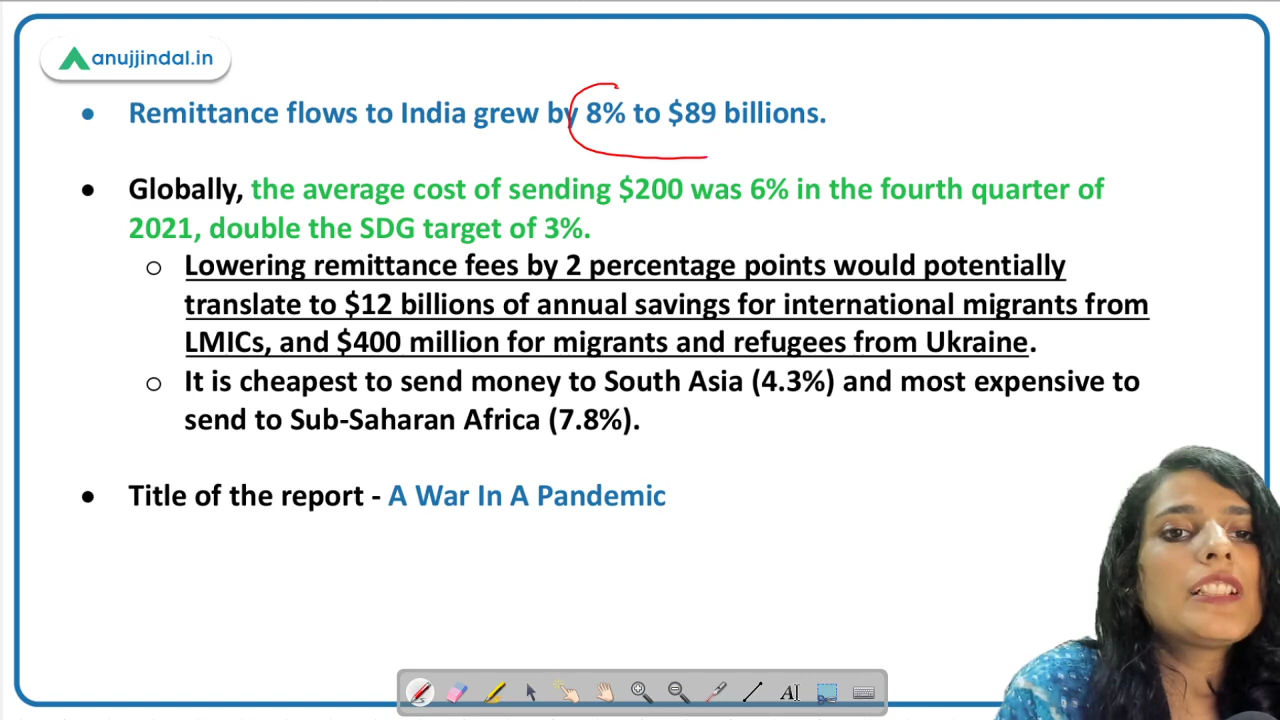 anujjindal.in
• Remittance flows to India grew by 8% to $89 billions.
• Globally, the average cost of sending $200 was 6% in the fourth quarter of
2021, double the SDG target of 3%.
o Lowering remittance fees by 2 percentage points would potentially
translate to $12 billions of annual savings for international migrants from
LMICs, and $400 million for migrants and refugees from Ukraine.
o It is cheapest to send money to South Asia (4.3%) and most expensive to
send to Sub-Saharan Africa (7.8%).
• Title of the report - A War In A Pandemic
AI